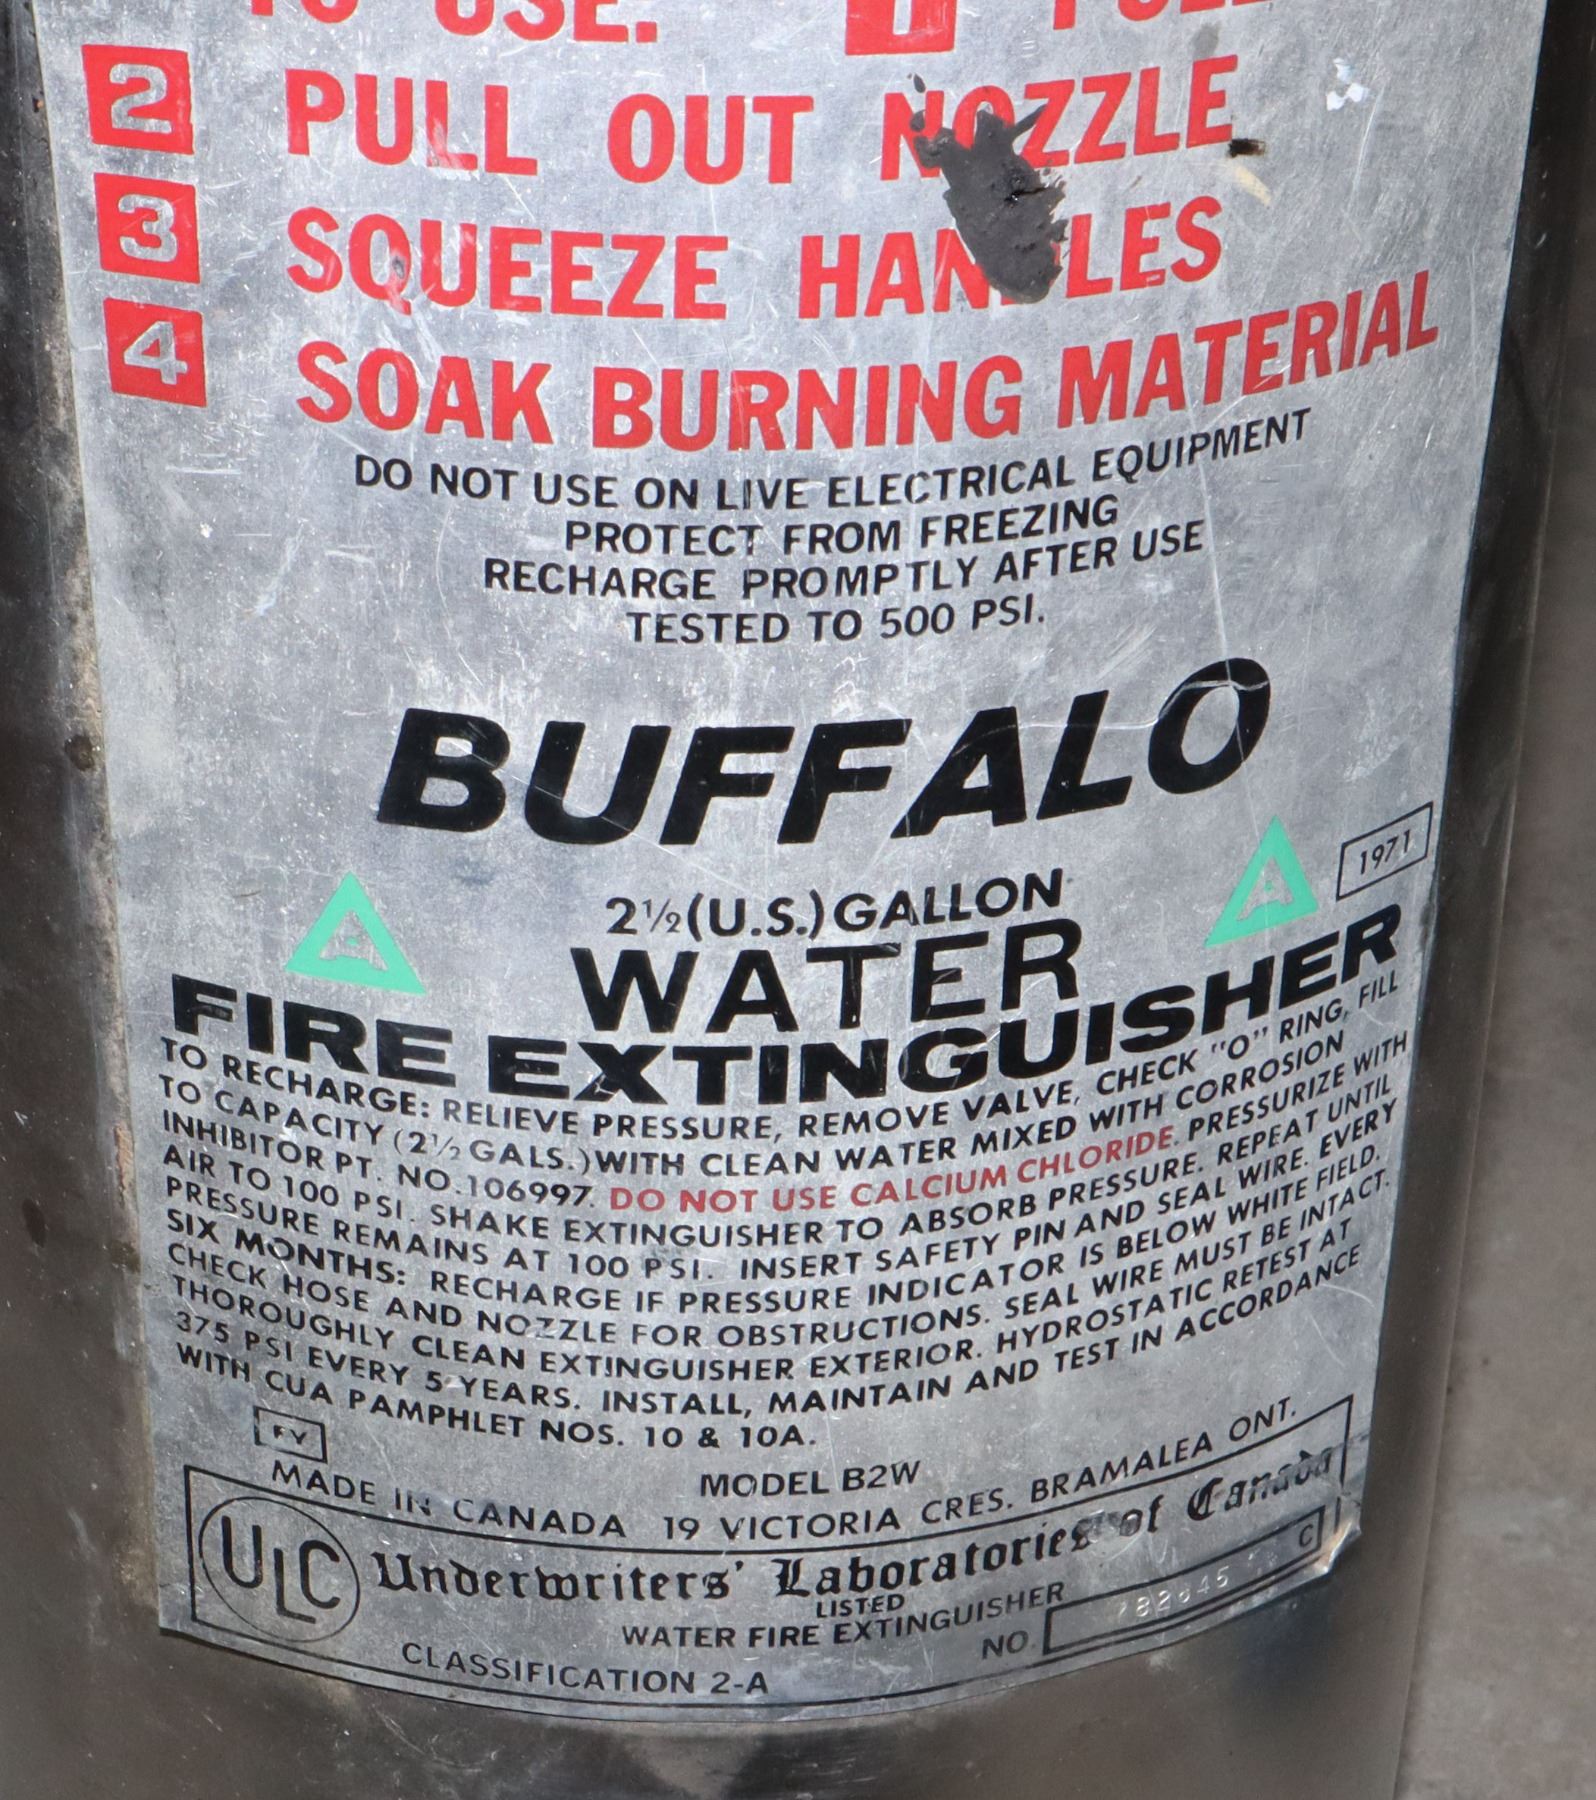 TO USE. 1
2 PULL OUT NOZZLE
3 SQUEEZE HANDLES
4 SOAK BURNING MATERIAL
DO NOT USE ON LIVE ELECTRICAL EQUIPMENT
PROTECT FROM FREEZING
RECHARGE PROMPTLY AFTER USE
TESTED TO 500 PSI.
BUFFALO
1971
2½ (U.S.) GALLON
A A
WATER
FIRE EXTINGUISHER
TO RECHARGE: RELIEVE PRESSURE, REMOVE VALVE, CHECK "O" RING, FILL
TO CAPACITY (2½ GALS.) WITH CLEAN WATER MIXED WITH CORROSION
INHIBITOR PT. NO. 106997. DO NOT USE CALCIUM CHLORIDE. PRESSURIZE WITH
AIR TO 100 PSI. SHAKE EXTINGUISHER TO ABSORB PRESSURE. REPEAT UNTIL
PRESSURE REMAINS AT 100 PSI. INSERT SAFETY PIN AND SEAL WIRE. EVERY
SIX MONTHS: RECHARGE IF PRESSURE INDICATOR IS BELOW WHITE FIELD.
CHECK HOSE AND NOZZLE FOR OBSTRUCTIONS. SEAL WIRE MUST BE INTACT.
THOROUGHLY CLEAN EXTINGUISHER EXTERIOR. HYDROSTATIC RETEST AT
375 PSI EVERY 5 YEARS. INSTALL, MAINTAIN AND TEST IN ACCORDANCE
WITH CUA PAMPHLET NOS. 10 & 10A.
MODEL B2W
MADE IN CANADA 19 VICTORIA CRES. BRAMALEA ONT.
ULC Underwriters' Laboratories of Canada
LISTED
WATER FIRE EXTINGUISHER
CLASSIFICATION 2-A NO. C